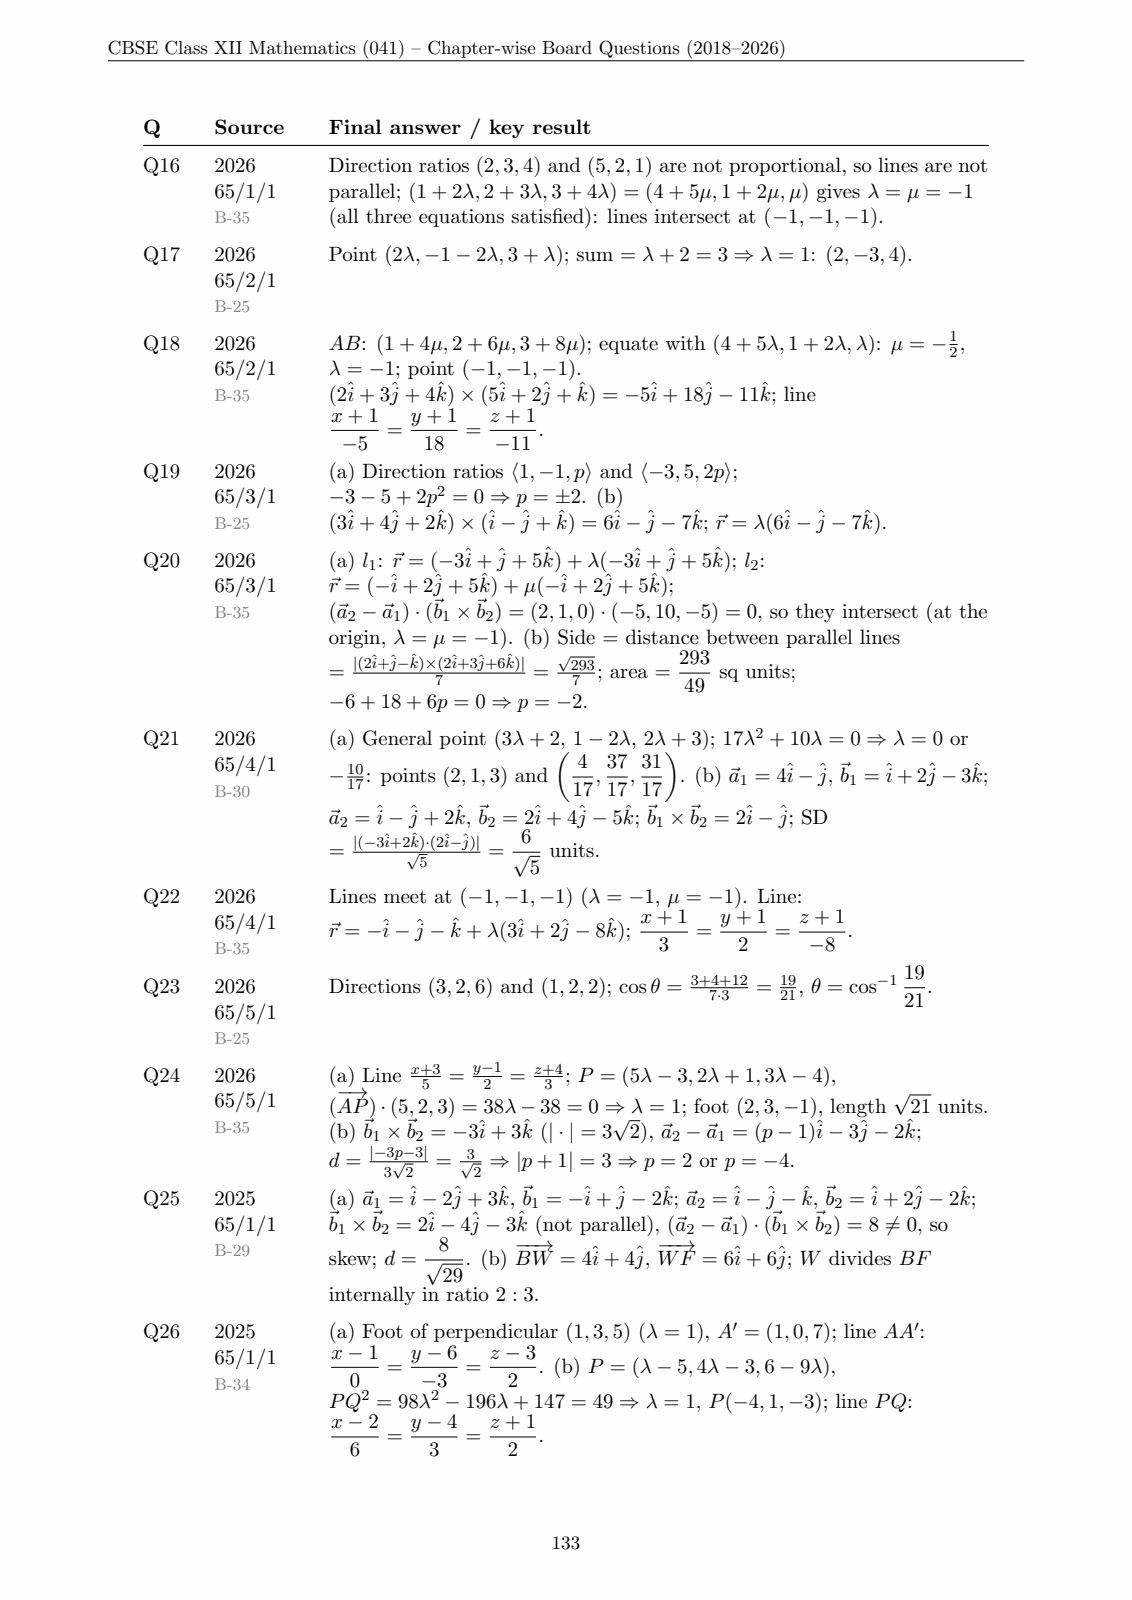 CBSE Class XII Mathematics (041) – Chapter-wise Board Questions (2018–2026)
Q Source Final answer / key result
Q16 2026 Direction ratios (2, 3, 4) and (5, 2, 1) are not proportional, so lines are not
65/1/1 parallel; (1 + 2λ, 2 + 3λ, 3 + 4λ) = (4 + 5μ, 1 + 2μ, μ) gives λ = μ = −1
B-35 (all three equations satisfied): lines intersect at (−1, −1, −1).
Q17 2026 Point (2λ, −1 − 2λ, 3 + λ); sum = λ + 2 = 3 ⇒ λ = 1: (2, −3, 4).
65/2/1
B-25
Q18 2026 AB: (1 + 4μ, 2 + 6μ, 3 + 8μ); equate with (4 + 5λ, 1 + 2λ, λ): μ = −1/2,
65/2/1 λ = −1; point (−1, −1, −1).
B-35 (2î + 3ĵ + 4k̂) × (5î + 2ĵ + k̂) = −5î + 18ĵ − 11k̂; line
(x + 1)/−5 = (y + 1)/18 = (z + 1)/−11.
Q19 2026 (a) Direction ratios ⟨1, −1, p⟩ and ⟨−3, 5, 2p⟩;
65/3/1 −3 − 5 + 2p² = 0 ⇒ p = ±2. (b)
B-25 (3î + 4ĵ + 2k̂) × (î − ĵ + k̂) = 6î − ĵ − 7k̂; r⃗ = λ(6î − ĵ − 7k̂).
Q20 2026 (a) l₁: r⃗ = (−3î + ĵ + 5k̂) + λ(−3î + ĵ + 5k̂); l₂:
65/3/1 r⃗ = (−î + 2ĵ + 5k̂) + μ(−î + 2ĵ + 5k̂);
B-35 (a⃗₂ − a⃗₁) · (b⃗₁ × b⃗₂) = (2, 1, 0) · (−5, 10, −5) = 0, so they intersect (at the
origin, λ = μ = −1). (b) Side = distance between parallel lines
= |(2î+ĵ−k̂)×(2î+3ĵ+6k̂)|/7 = √293/7; area = 293/49 sq units;
−6 + 18 + 6p = 0 ⇒ p = −2.
Q21 2026 (a) General point (3λ + 2, 1 − 2λ, 2λ + 3); 17λ² + 10λ = 0 ⇒ λ = 0 or
65/4/1 −10/17: points (2, 1, 3) and (4/17, 37/17, 31/17). (b) a⃗₁ = 4î − ĵ, b⃗₁ = î + 2ĵ − 3k̂;
B-30 a⃗₂ = î − ĵ + 2k̂, b⃗₂ = 2î + 4ĵ − 5k̂; b⃗₁ × b⃗₂ = 2î − ĵ; SD
= |(−3î+2k̂)·(2î−ĵ)|/√5 = 6/√5 units.
Q22 2026 Lines meet at (−1, −1, −1) (λ = −1, μ = −1). Line:
65/4/1 r⃗ = −î − ĵ − k̂ + λ(3î + 2ĵ − 8k̂); (x + 1)/3 = (y + 1)/2 = (z + 1)/−8.
B-35
Q23 2026 Directions (3, 2, 6) and (1, 2, 2); cos θ = (3+4+12)/(7·3) = 19/21, θ = cos⁻¹ 19/21.
65/5/1
B-25
Q24 2026 (a) Line (x+3)/5 = (y−1)/2 = (z+4)/3; P = (5λ − 3, 2λ + 1, 3λ − 4),
65/5/1 (AP⃗) · (5, 2, 3) = 38λ − 38 = 0 ⇒ λ = 1; foot (2, 3, −1), length √21 units.
B-35 (b) b⃗₁ × b⃗₂ = −3î + 3k̂ (| · | = 3√2), a⃗₂ − a⃗₁ = (p − 1)î − 3ĵ − 2k̂;
d = |−3p−3|/3√2 = 3/√2 ⇒ |p + 1| = 3 ⇒ p = 2 or p = −4.
Q25 2025 (a) a⃗₁ = î − 2ĵ + 3k̂, b⃗₁ = −î + ĵ − 2k̂; a⃗₂ = î − ĵ − k̂, b⃗₂ = î + 2ĵ − 2k̂;
65/1/1 b⃗₁ × b⃗₂ = 2î − 4ĵ − 3k̂ (not parallel), (a⃗₂ − a⃗₁) · (b⃗₁ × b⃗₂) = 8 ≠ 0, so
B-29 skew; d = 8/√29. (b) BW⃗ = 4î + 4ĵ, WF⃗ = 6î + 6ĵ; W divides BF
internally in ratio 2 : 3.
Q26 2025 (a) Foot of perpendicular (1, 3, 5) (λ = 1), A′ = (1, 0, 7); line AA′:
65/1/1 (x − 1)/0 = (y − 6)/−3 = (z − 3)/2. (b) P = (λ − 5, 4λ − 3, 6 − 9λ),
B-34 PQ² = 98λ² − 196λ + 147 = 49 ⇒ λ = 1, P(−4, 1, −3); line PQ:
(x − 2)/6 = (y − 4)/3 = (z + 1)/2.
133